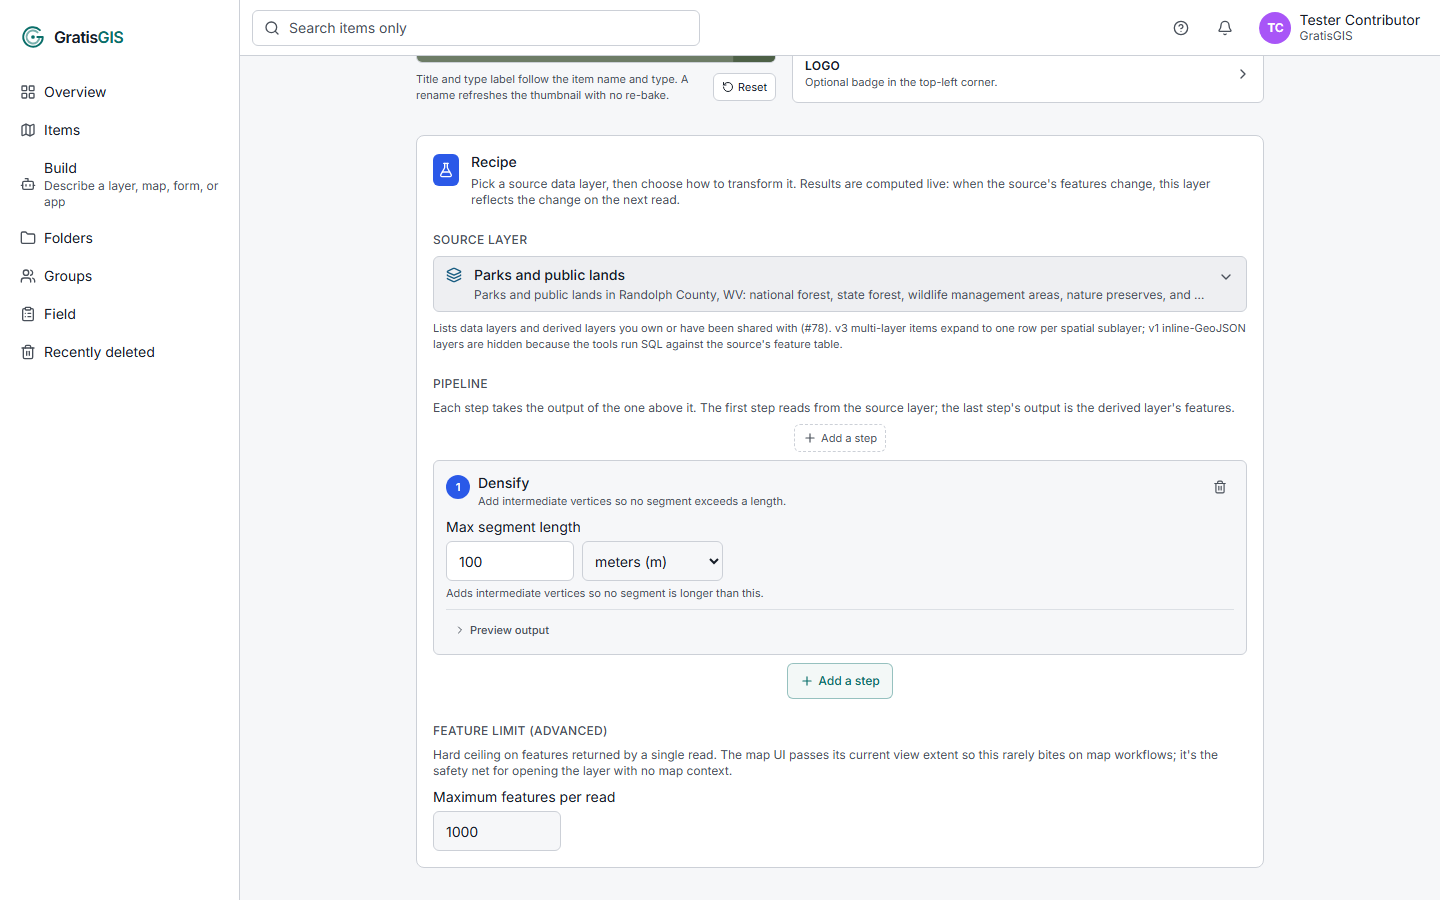 GratisGIS
Search items only
TC
Tester Contributor
GratisGIS
Overview
Items
Build
Describe a layer, map, form, or
app
Folders
Groups
Field
Recently deleted
Title and type label follow the item name and type. A
rename refreshes the thumbnail with no re-bake.
Reset
LOGO
Optional badge in the top-left corner.
Recipe
Pick a source data layer, then choose how to transform it. Results are computed live: when the source's features change, this layer
reflects the change on the next read.
SOURCE LAYER
Parks and public lands
Parks and public lands in Randolph County, WV: national forest, state forest, wildlife management areas, nature preserves, and ...
Lists data layers and derived layers you own or have been shared with (#78). v3 multi-layer items expand to one row per spatial sublayer; v1 inline-GeoJSON
layers are hidden because the tools run SQL against the source's feature table.
PIPELINE
Each step takes the output of the one above it. The first step reads from the source layer; the last step's output is the derived layer's features.
Add a step
1
Densify
Add intermediate vertices so no segment exceeds a length.
Max segment length
100
meters (m)
Adds intermediate vertices so no segment is longer than this.
Preview output
Add a step
FEATURE LIMIT (ADVANCED)
Hard ceiling on features returned by a single read. The map UI passes its current view extent so this rarely bites on map workflows; it's the
safety net for opening the layer with no map context.
Maximum features per read
1000